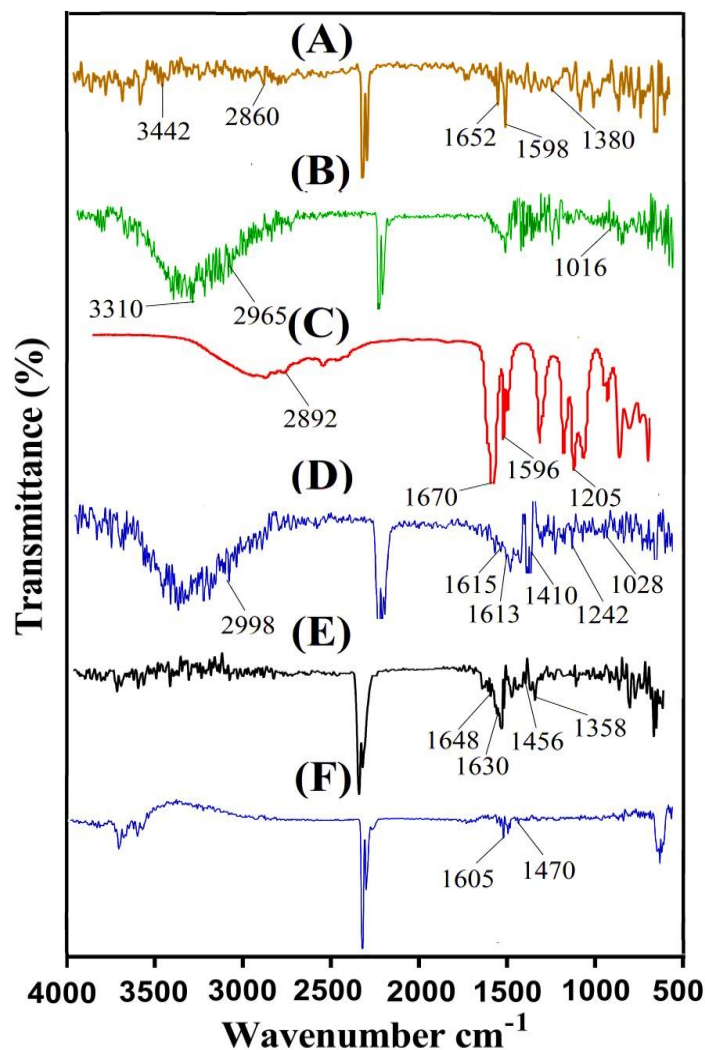 (A)
3442
2860
1652
1598
1380
(B)
3310
2965
1016
(C)
2892
1670
1596
1205
(D)
2998
1615
1613
1410
1242
1028
(E)
1648
1630
1456
1358
(F)
1605
1470
Transmittance (%)
4000 3500 3000 2500 2000 1500 1000 500
Wavenumber cm⁻¹